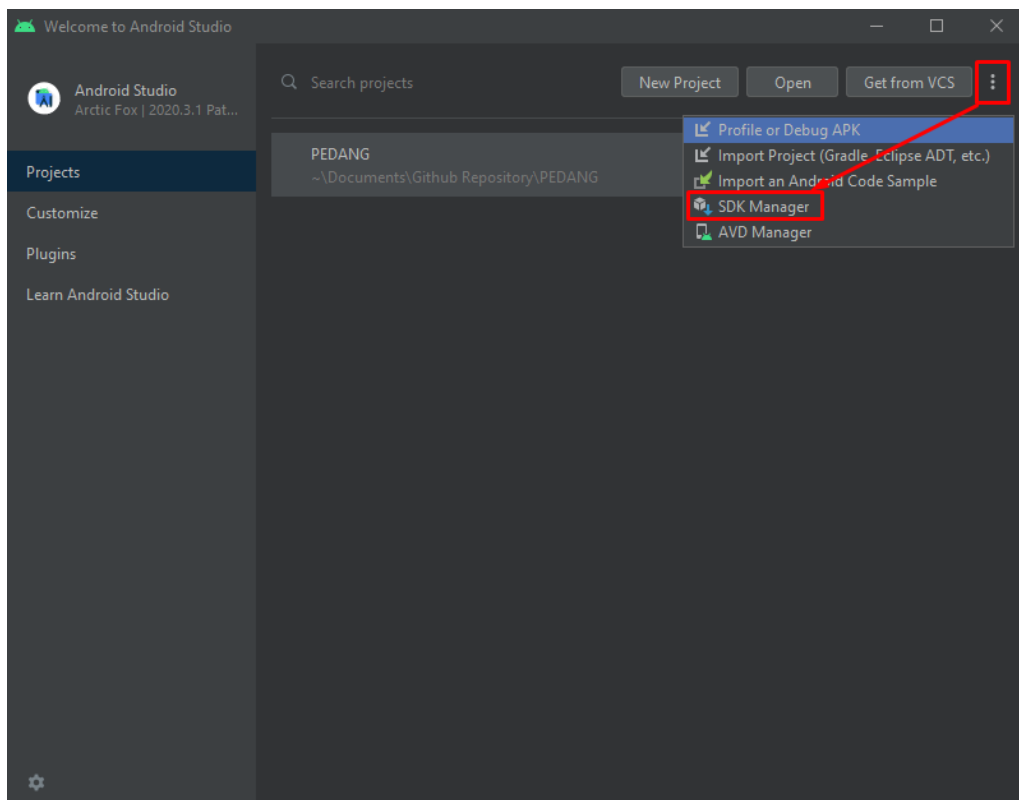 Welcome to Android Studio
Android Studio
Arctic Fox | 2020.3.1 Pat...
Projects
Customize
Plugins
Learn Android Studio
Search projects
New Project
Open
Get from VCS
PEDANG
~\Documents\Github Repository\PEDANG
Profile or Debug APK
Import Project (Gradle, Eclipse ADT, etc.)
Import an Android Code Sample
SDK Manager
AVD Manager